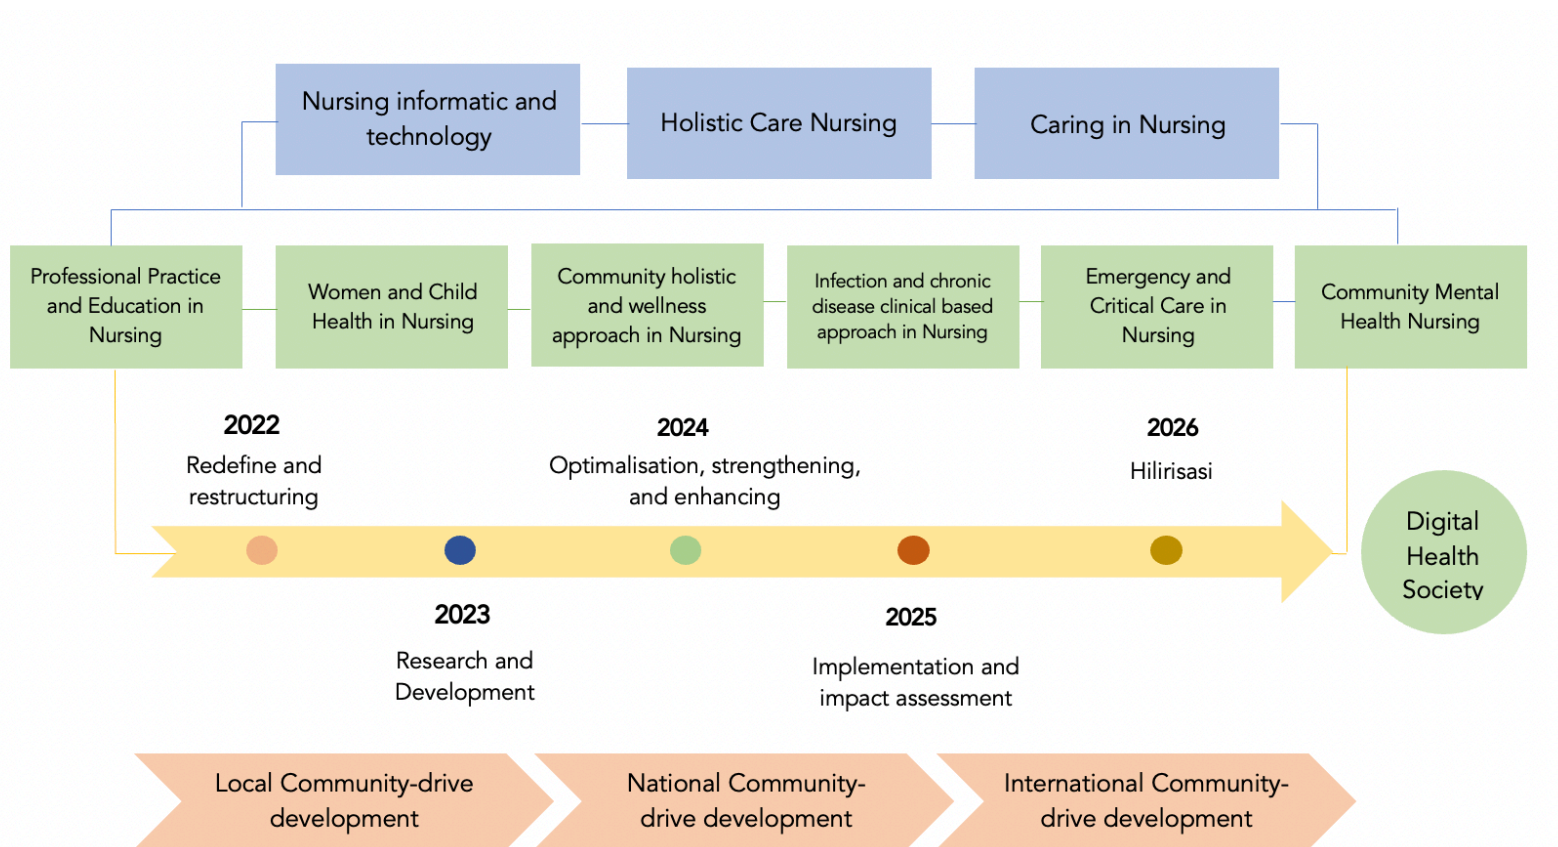 Nursing informatic and
technology
Holistic Care Nursing
Caring in Nursing
Professional Practice
and Education in
Nursing
Women and Child
Health in Nursing
Community holistic
and wellness
approach in Nursing
Infection and chronic
disease clinical based
approach in Nursing
Emergency and
Critical Care in
Nursing
Community Mental
Health Nursing
2022
Redefine and
restructuring
2024
Optimalisation, strengthening,
and enhancing
2026
Hilirisasi
Digital
Health
Society
2023
Research and
Development
2025
Implementation and
impact assessment
Local Community-drive
development
National Community-
drive development
International Community-
drive development